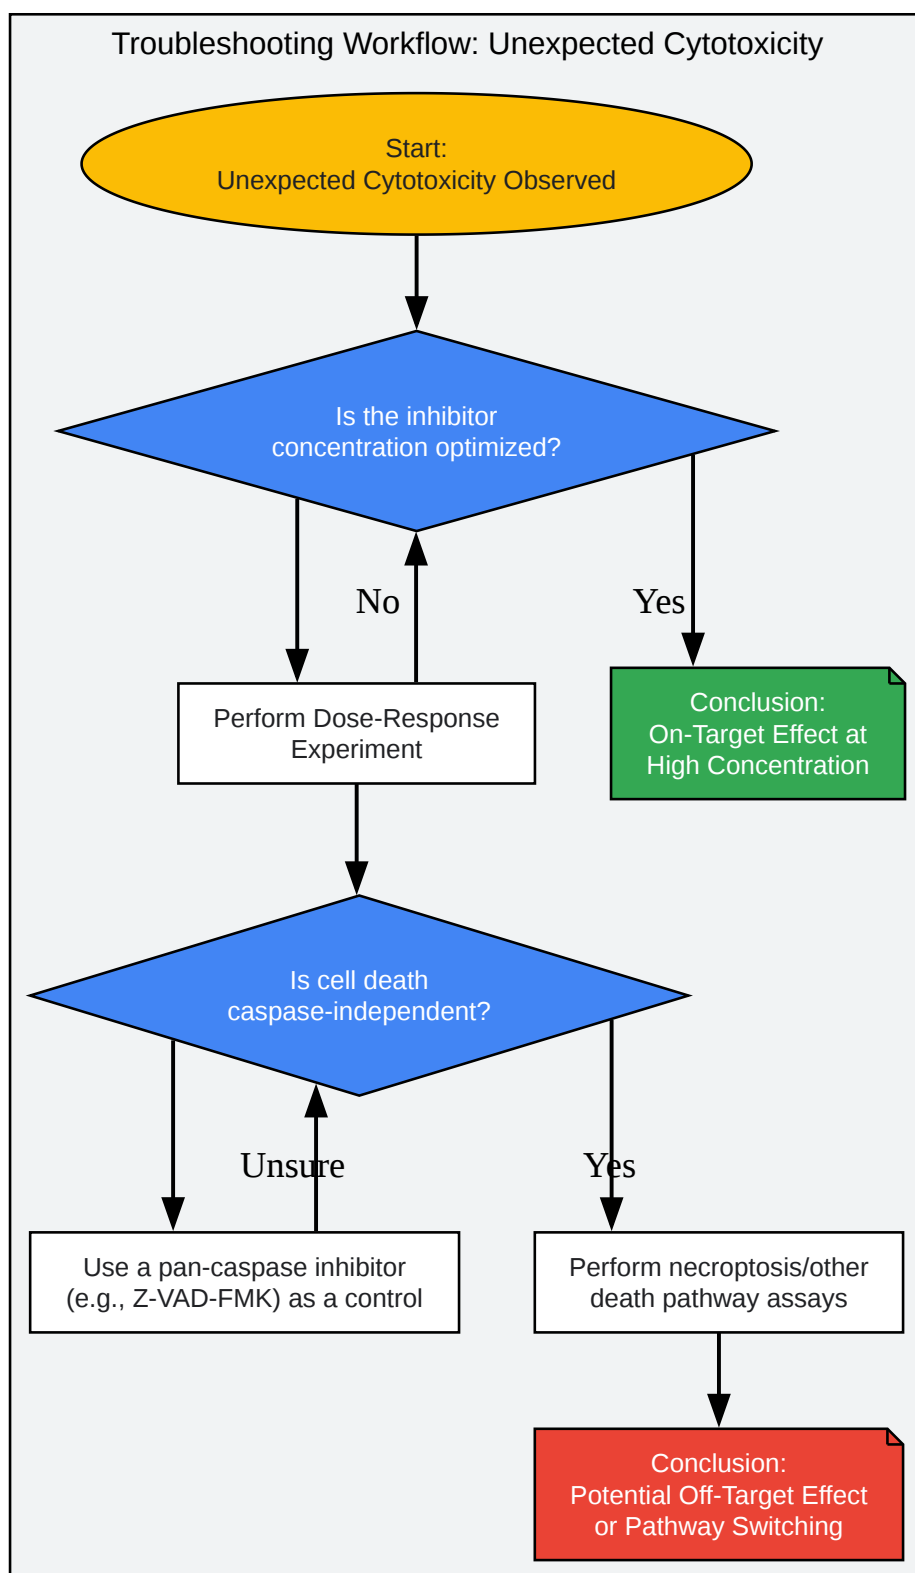 Troubleshooting Workflow: Unexpected Cytotoxicity
Start:
Unexpected Cytotoxicity Observed
Is the inhibitor
concentration optimized?
No
Yes
Perform Dose-Response
Experiment
Conclusion:
On-Target Effect at
High Concentration
Is cell death
caspase-independent?
Unsure
Yes
Use a pan-caspase inhibitor
(e.g., Z-VAD-FMK) as a control
Perform necroptosis/other
death pathway assays
Conclusion:
Potential Off-Target Effect
or Pathway Switching